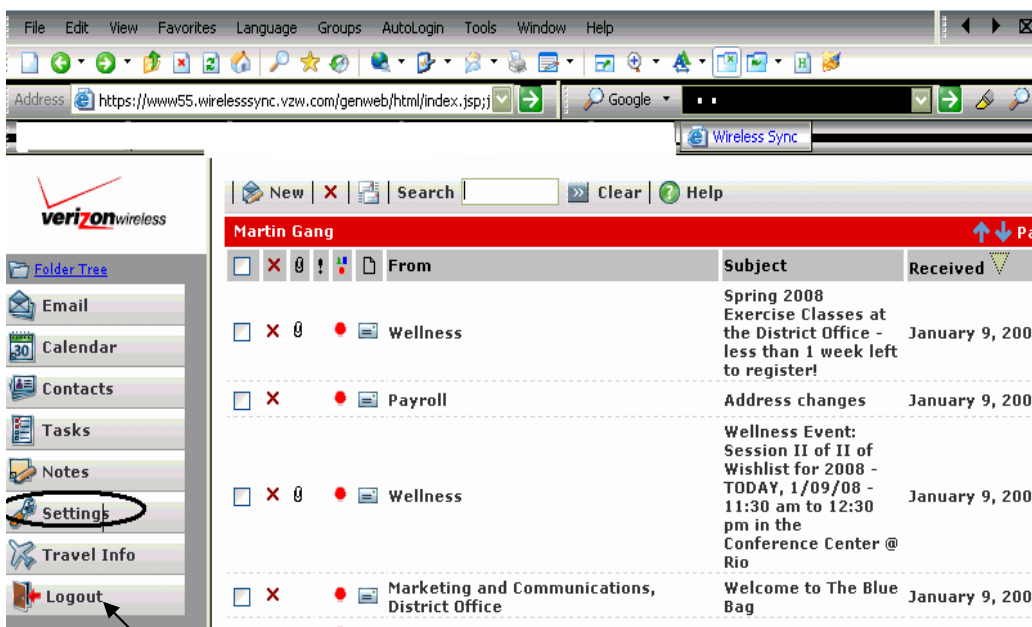 File Edit View Favorites Language Groups AutoLogin Tools Window Help
Address https://www55.wirelesssync.vzw.com/genweb/html/index.jsp;j Google
Wireless Sync
verizonwireless
New Search Clear Help
Martin Gang
Folder Tree
From Subject Received
Email
Calendar
30
Contacts
Tasks
Notes
Settings
Travel Info
Logout
Wellness
Spring 2008
Exercise Classes at
the District Office -
less than 1 week left
to register!
January 9, 200
Payroll Address changes January 9, 200
Wellness
Wellness Event:
Session II of II of
Wishlist for 2008 -
TODAY, 1/09/08 -
11:30 am to 12:30
pm in the
Conference Center @
Rio
January 9, 200
Marketing and Communications,
District Office
Welcome to The Blue
Bag
January 9, 200